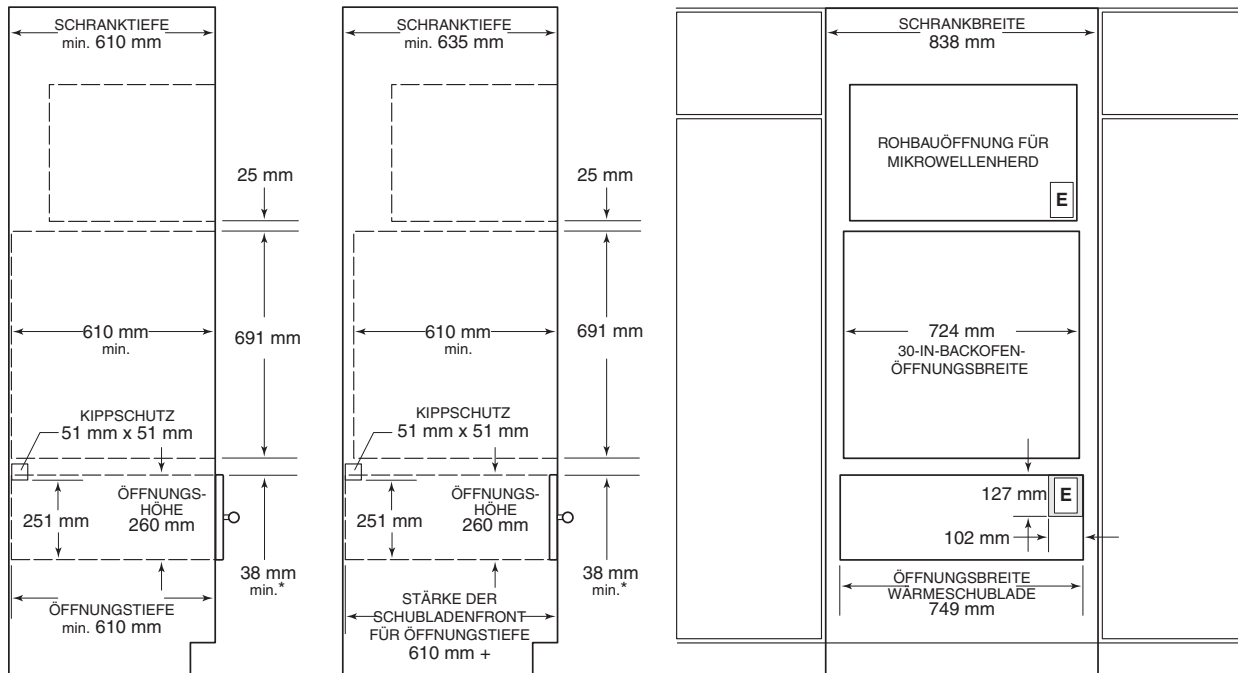 SCHRANKTIEFE
min. 610 mm
25 mm
610 mm
min.
691 mm
KIPPSCHUTZ
51 mm x 51 mm
251 mm
ÖFFNUNGS-
HÖHE
260 mm
38 mm
min.*
ÖFFNUNGSTIEFE
min. 610 mm
SCHRANKTIEFE
min. 635 mm
25 mm
610 mm
min.
691 mm
KIPPSCHUTZ
51 mm x 51 mm
251 mm
ÖFFNUNGS-
HÖHE
260 mm
38 mm
min.*
STÄRKE DER
SCHUBLADENFRONT
FÜR ÖFFNUNGSTIEFE
610 mm +
SCHRANKBREITE
838 mm
ROHBAUÖFFNUNG FÜR
MIKROWELLENHERD
E
724 mm
30-IN-BACKOFEN-
ÖFFNUNGSBREITE
127 mm
E
102 mm
ÖFFNUNGSBREITE
WÄRMESCHUBLADE
749 mm